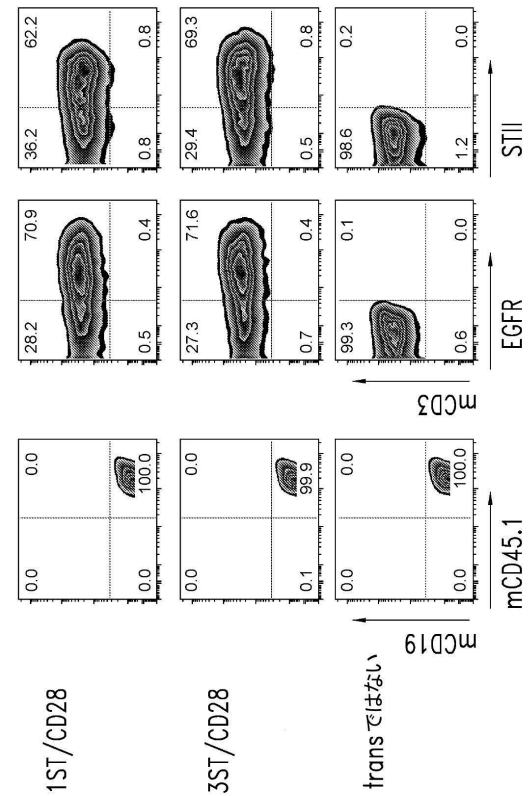 1ST/CD28
0.0 0.0 28.2 70.9 36.2 62.2
0.0 100.0 0.5 0.4 0.8 0.8
3ST/CD28
0.0 0.0 27.3 71.6 29.4 69.3
0.1 99.9 0.7 0.4 0.5 0.8
transではない
0.0 0.0 99.3 0.1 98.6 0.2
0.0 100.0 0.6 0.0 1.2 0.0
mCD19
mCD3
mCD45.1
EGFR
STII